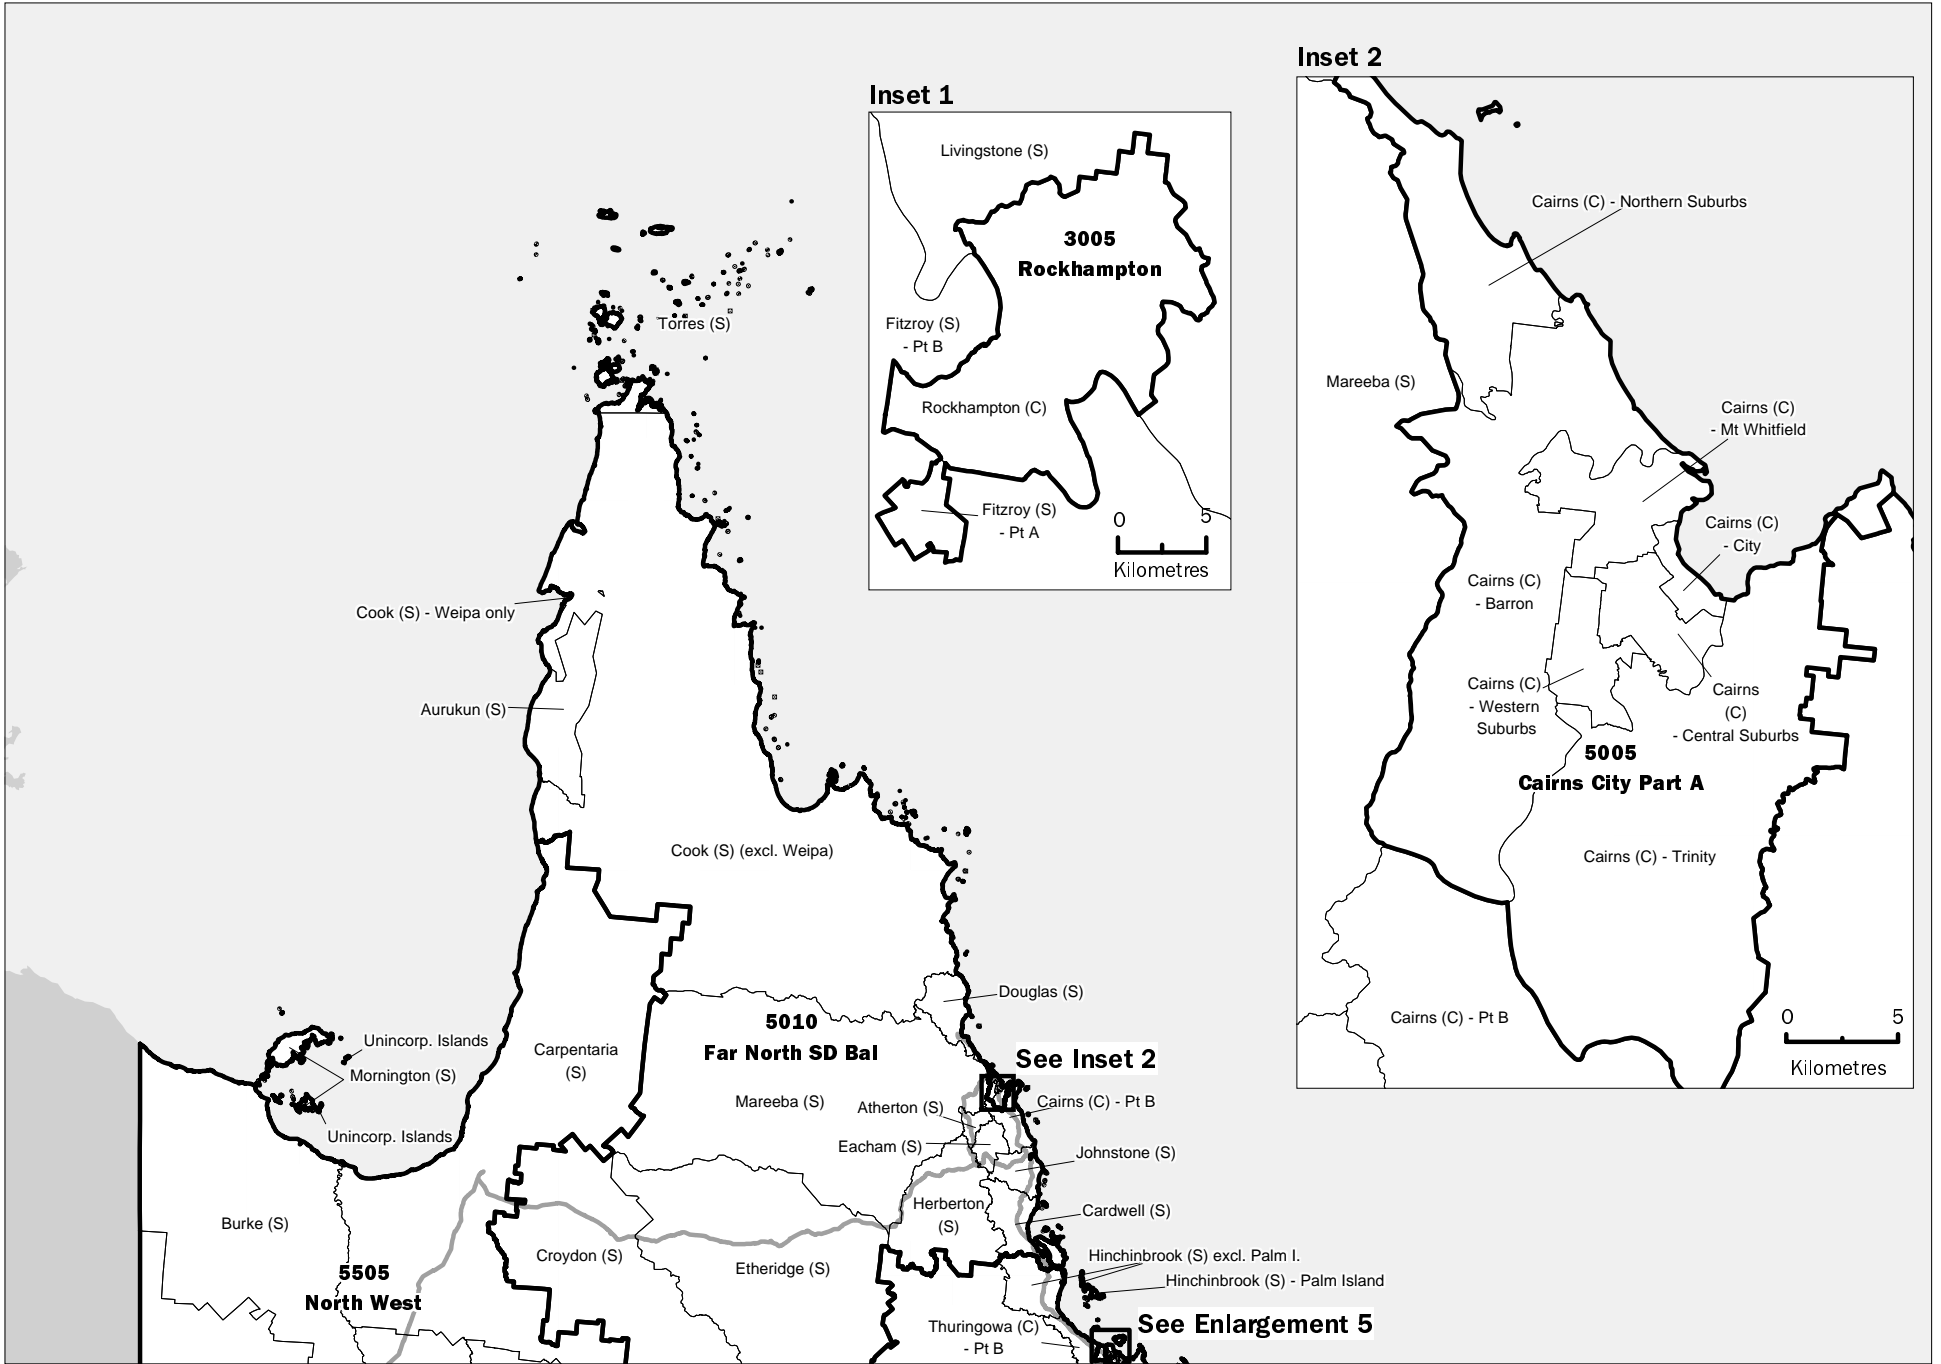 Inset 2
Inset 1
Livingstone (S)
3005
Rockhampton
Fitzroy (S)
- Pt B
Rockhampton (C)
Fitzroy (S)
- Pt A
0 5
Kilometres
Cairns (C) - Northern Suburbs
Mareeba (S)
Cairns (C)
- Mt Whitfield
Cairns (C)
- City
Cairns (C)
- Barron
Cairns (C)
- Western
Suburbs
Cairns
(C)
- Central Suburbs
5005
Cairns City Part A
Cairns (C) - Trinity
Cairns (C) - Pt B
0 5
Kilometres
Torres (S)
Cook (S) - Weipa only
Aurukun (S)
Cook (S) (excl. Weipa)
Douglas (S)
5010
Far North SD Bal
See Inset 2
Unincorp. Islands
Carpentaria
(S)
Mornington (S)
Mareeba (S)
Atherton (S)
Cairns (C) - Pt B
Unincorp. Islands
Eacham (S)
Johnstone (S)
Herberton
(S)
Cardwell (S)
Burke (S)
Croydon (S)
Etheridge (S)
Hinchinbrook (S) excl. Palm I.
Hinchinbrook (S) - Palm Island
5505
North West
Thuringowa (C)
- Pt B
See Enlargement 5